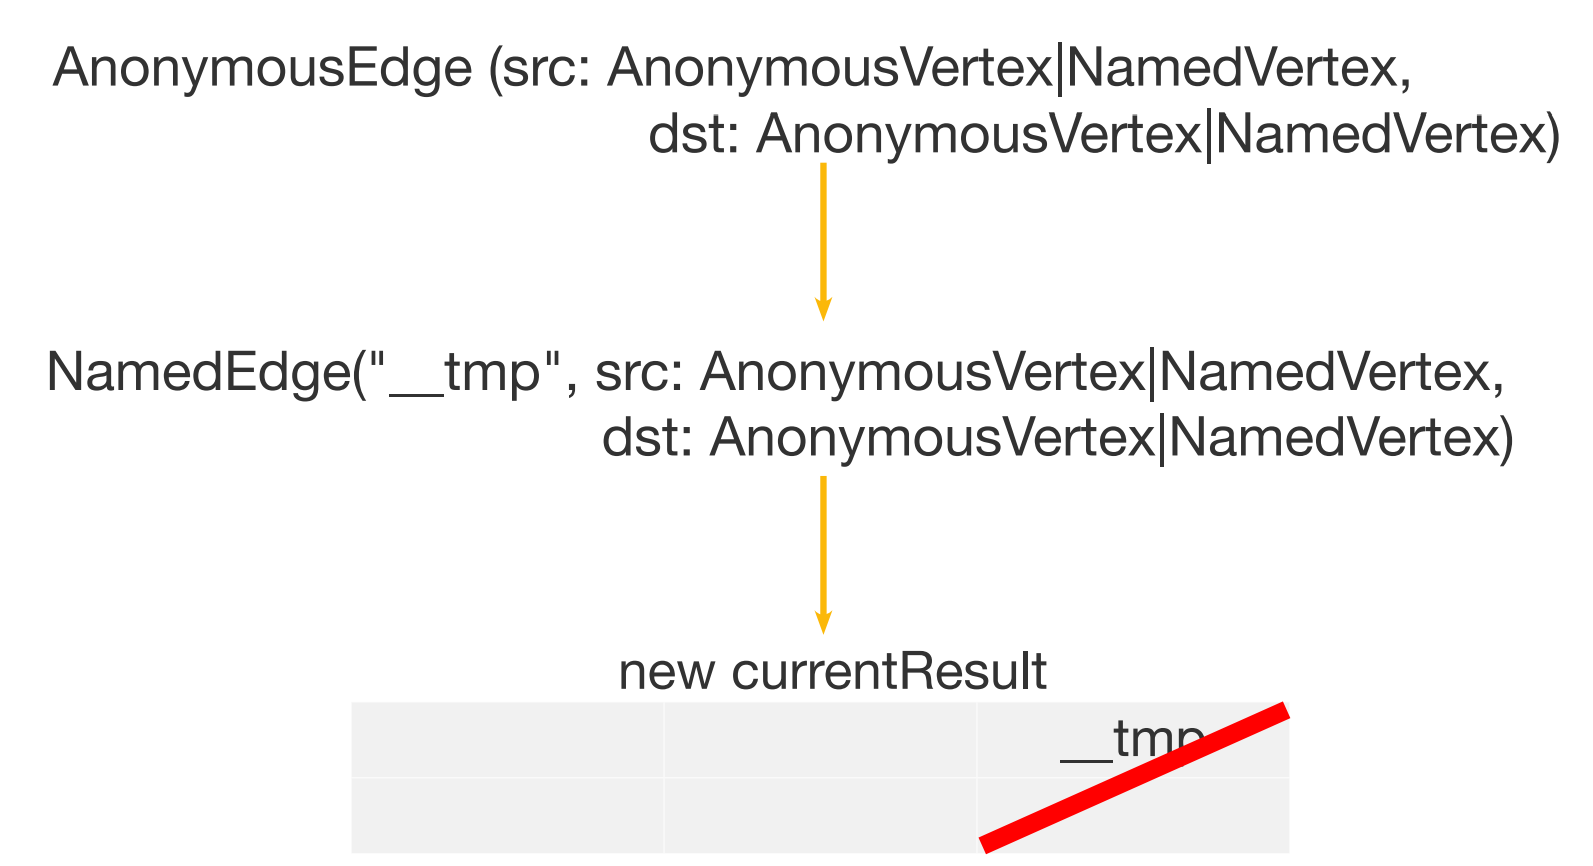 AnonymousEdge (src: AnonymousVertex|NamedVertex,
dst: AnonymousVertex|NamedVertex)
NamedEdge("__tmp", src: AnonymousVertex|NamedVertex,
dst: AnonymousVertex|NamedVertex)
new currentResult
__tmp